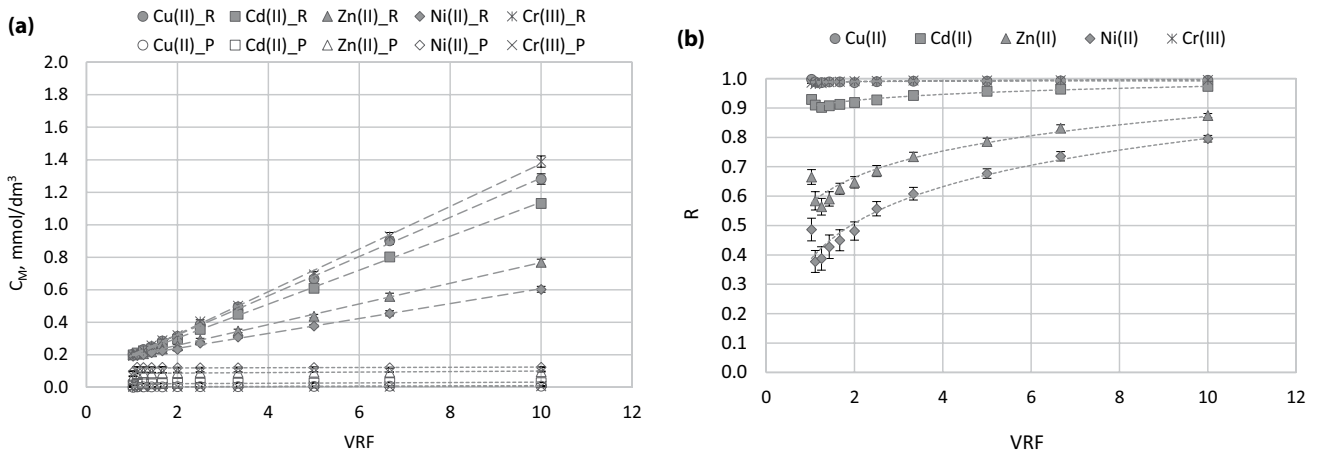 (a)
Cu(II)_R Cd(II)_R Zn(II)_R Ni(II)_R Cr(III)_R
Cu(II)_P Cd(II)_P Zn(II)_P Ni(II)_P Cr(III)_P
C_M, mmol/dm³
2.0
1.8
1.6
1.4
1.2
1.0
0.8
0.6
0.4
0.2
0.0
0 2 4 6 8 10 12
VRF
(b)
Cu(II) Cd(II) Zn(II) Ni(II) Cr(III)
R
1.0
0.9
0.8
0.7
0.6
0.5
0.4
0.3
0.2
0.1
0.0
0 2 4 6 8 10 12
VRF